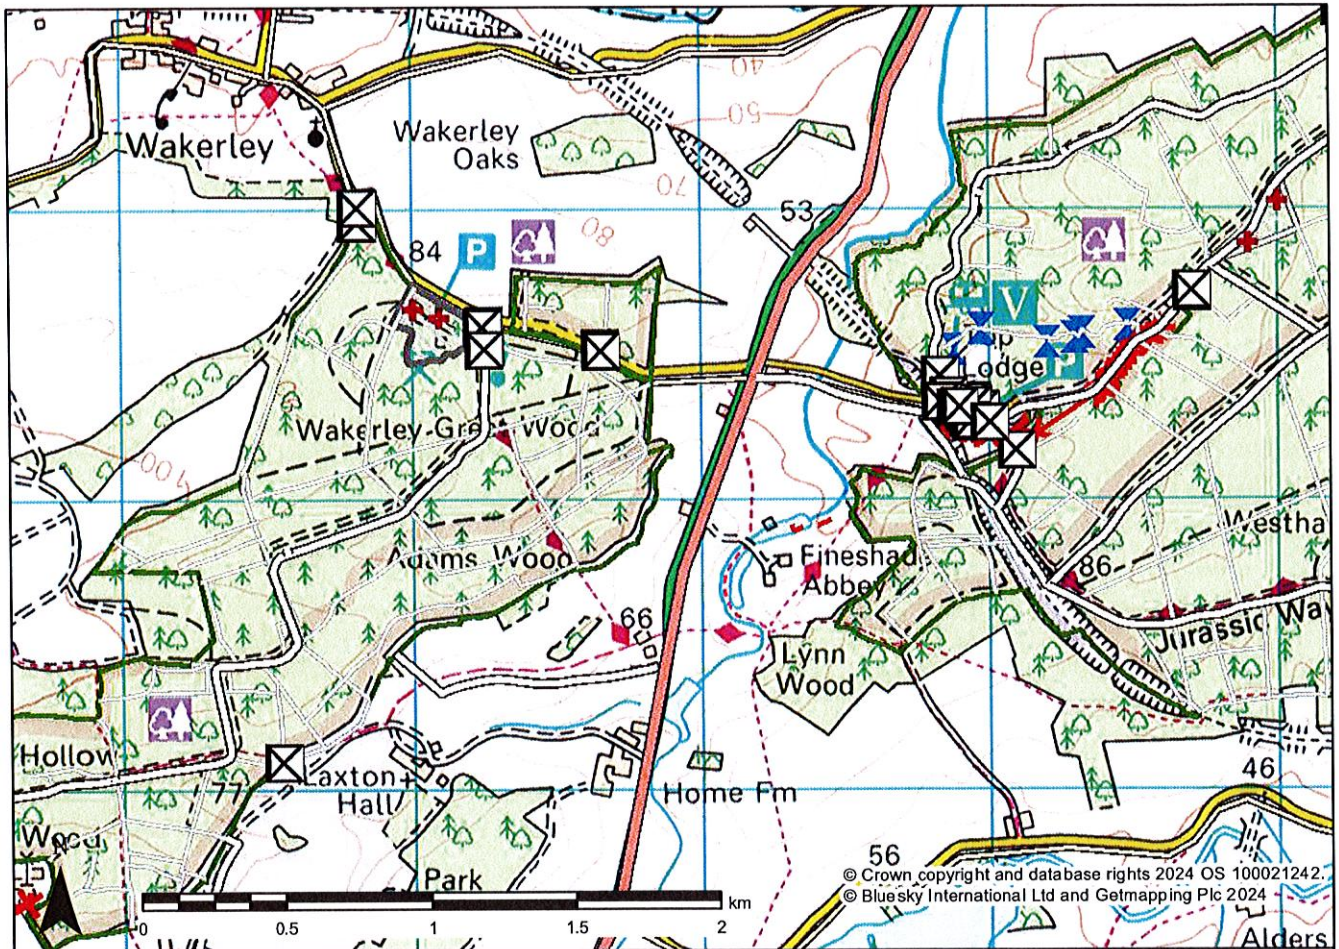 40
50
Wakerley
Oaks
Wakerley
70
53
80
84
P
V
Lodge
P
Wakerley Great Wood
100
Adams Wood
Fineshade
Abbey
86
Westha
66
Jurassic Way
Lynn
Wood
Hollow
77
Laxton
Hall
Home Fm
46
Wood
56
Park
© Crown copyright and database rights 2024 OS 100021242.
© Bluesky International Ltd and Getmapping Plc 2024
km
0
0.5
1
1.5
2
Alders